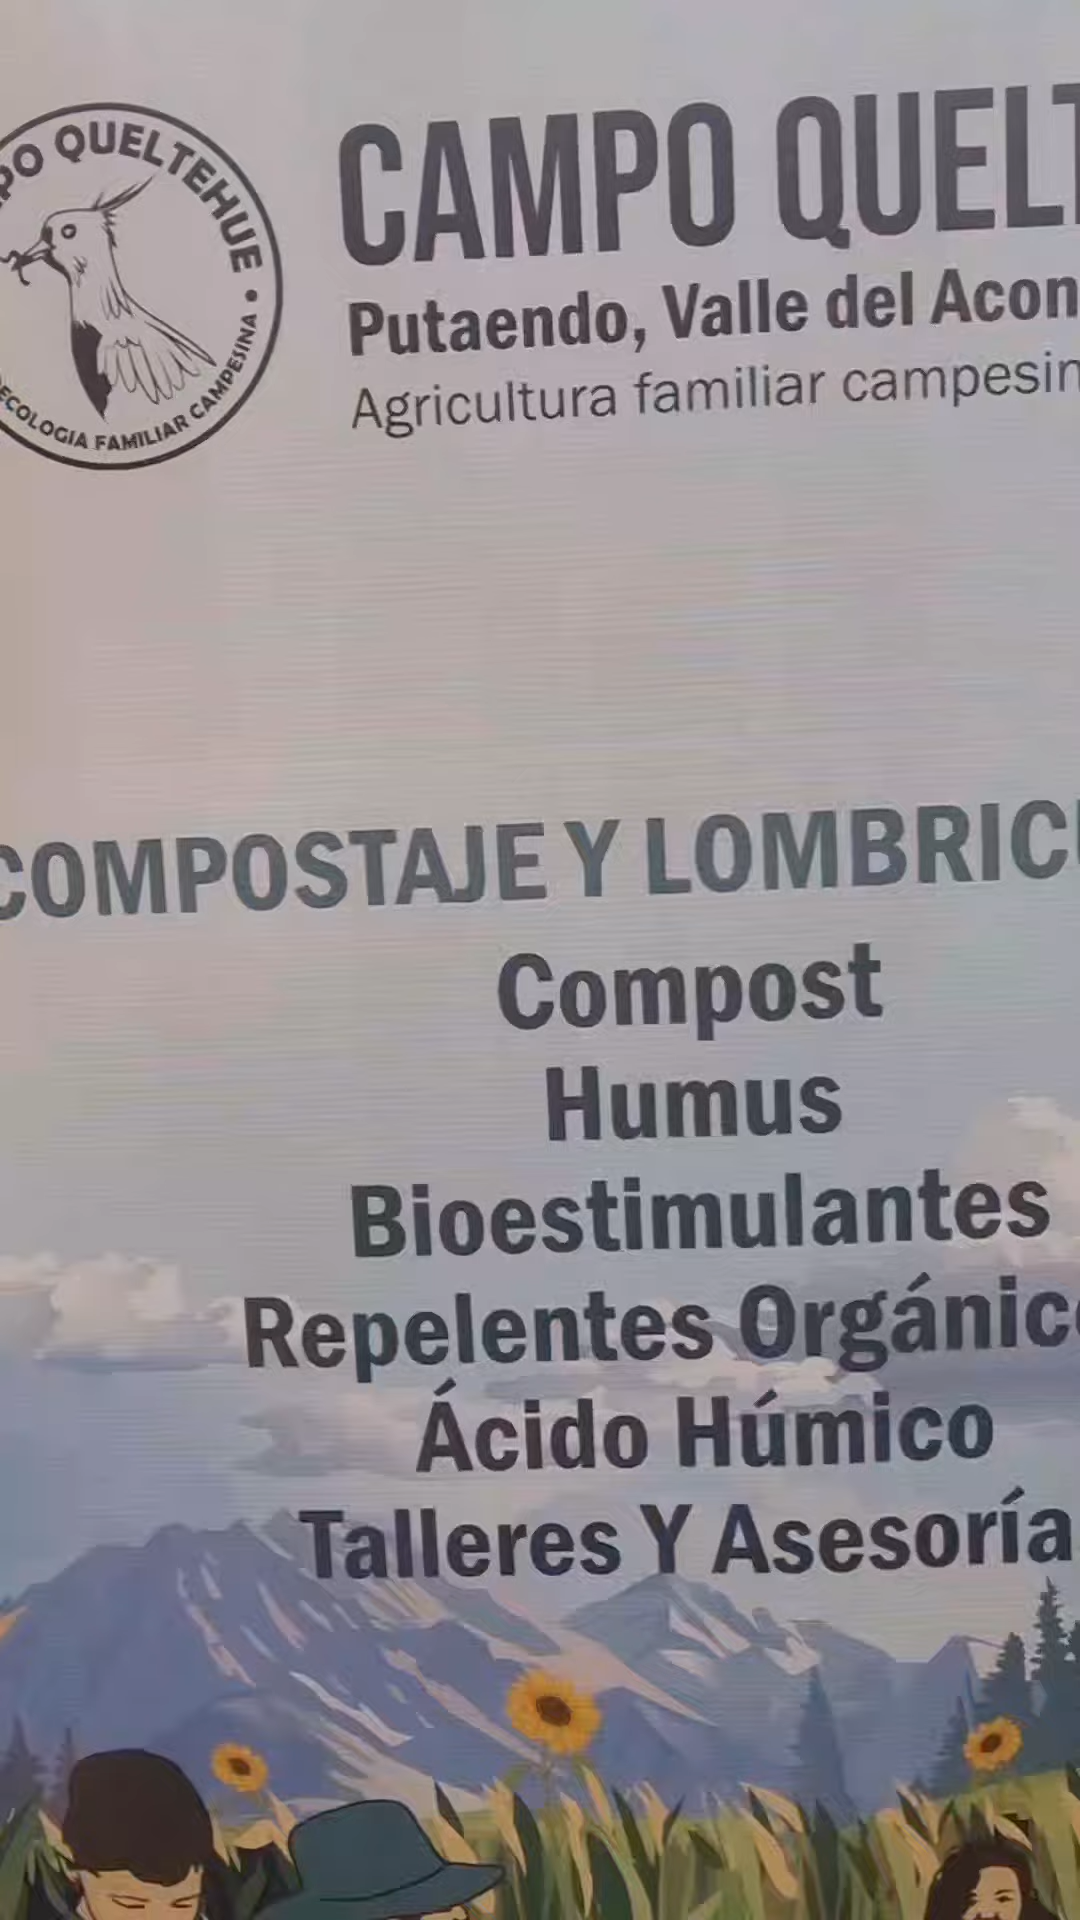 PO QUELTEHUE •
ECOLOGIA FAMILIAR CAMPESINA
CAMPO QUELT
Putaendo, Valle del Acon
Agricultura familiar campesin
COMPOSTAJE Y LOMBRIC
Compost
Humus
Bioestimulantes
Repelentes Orgánic
Ácido Húmico
Talleres Y Asesoría